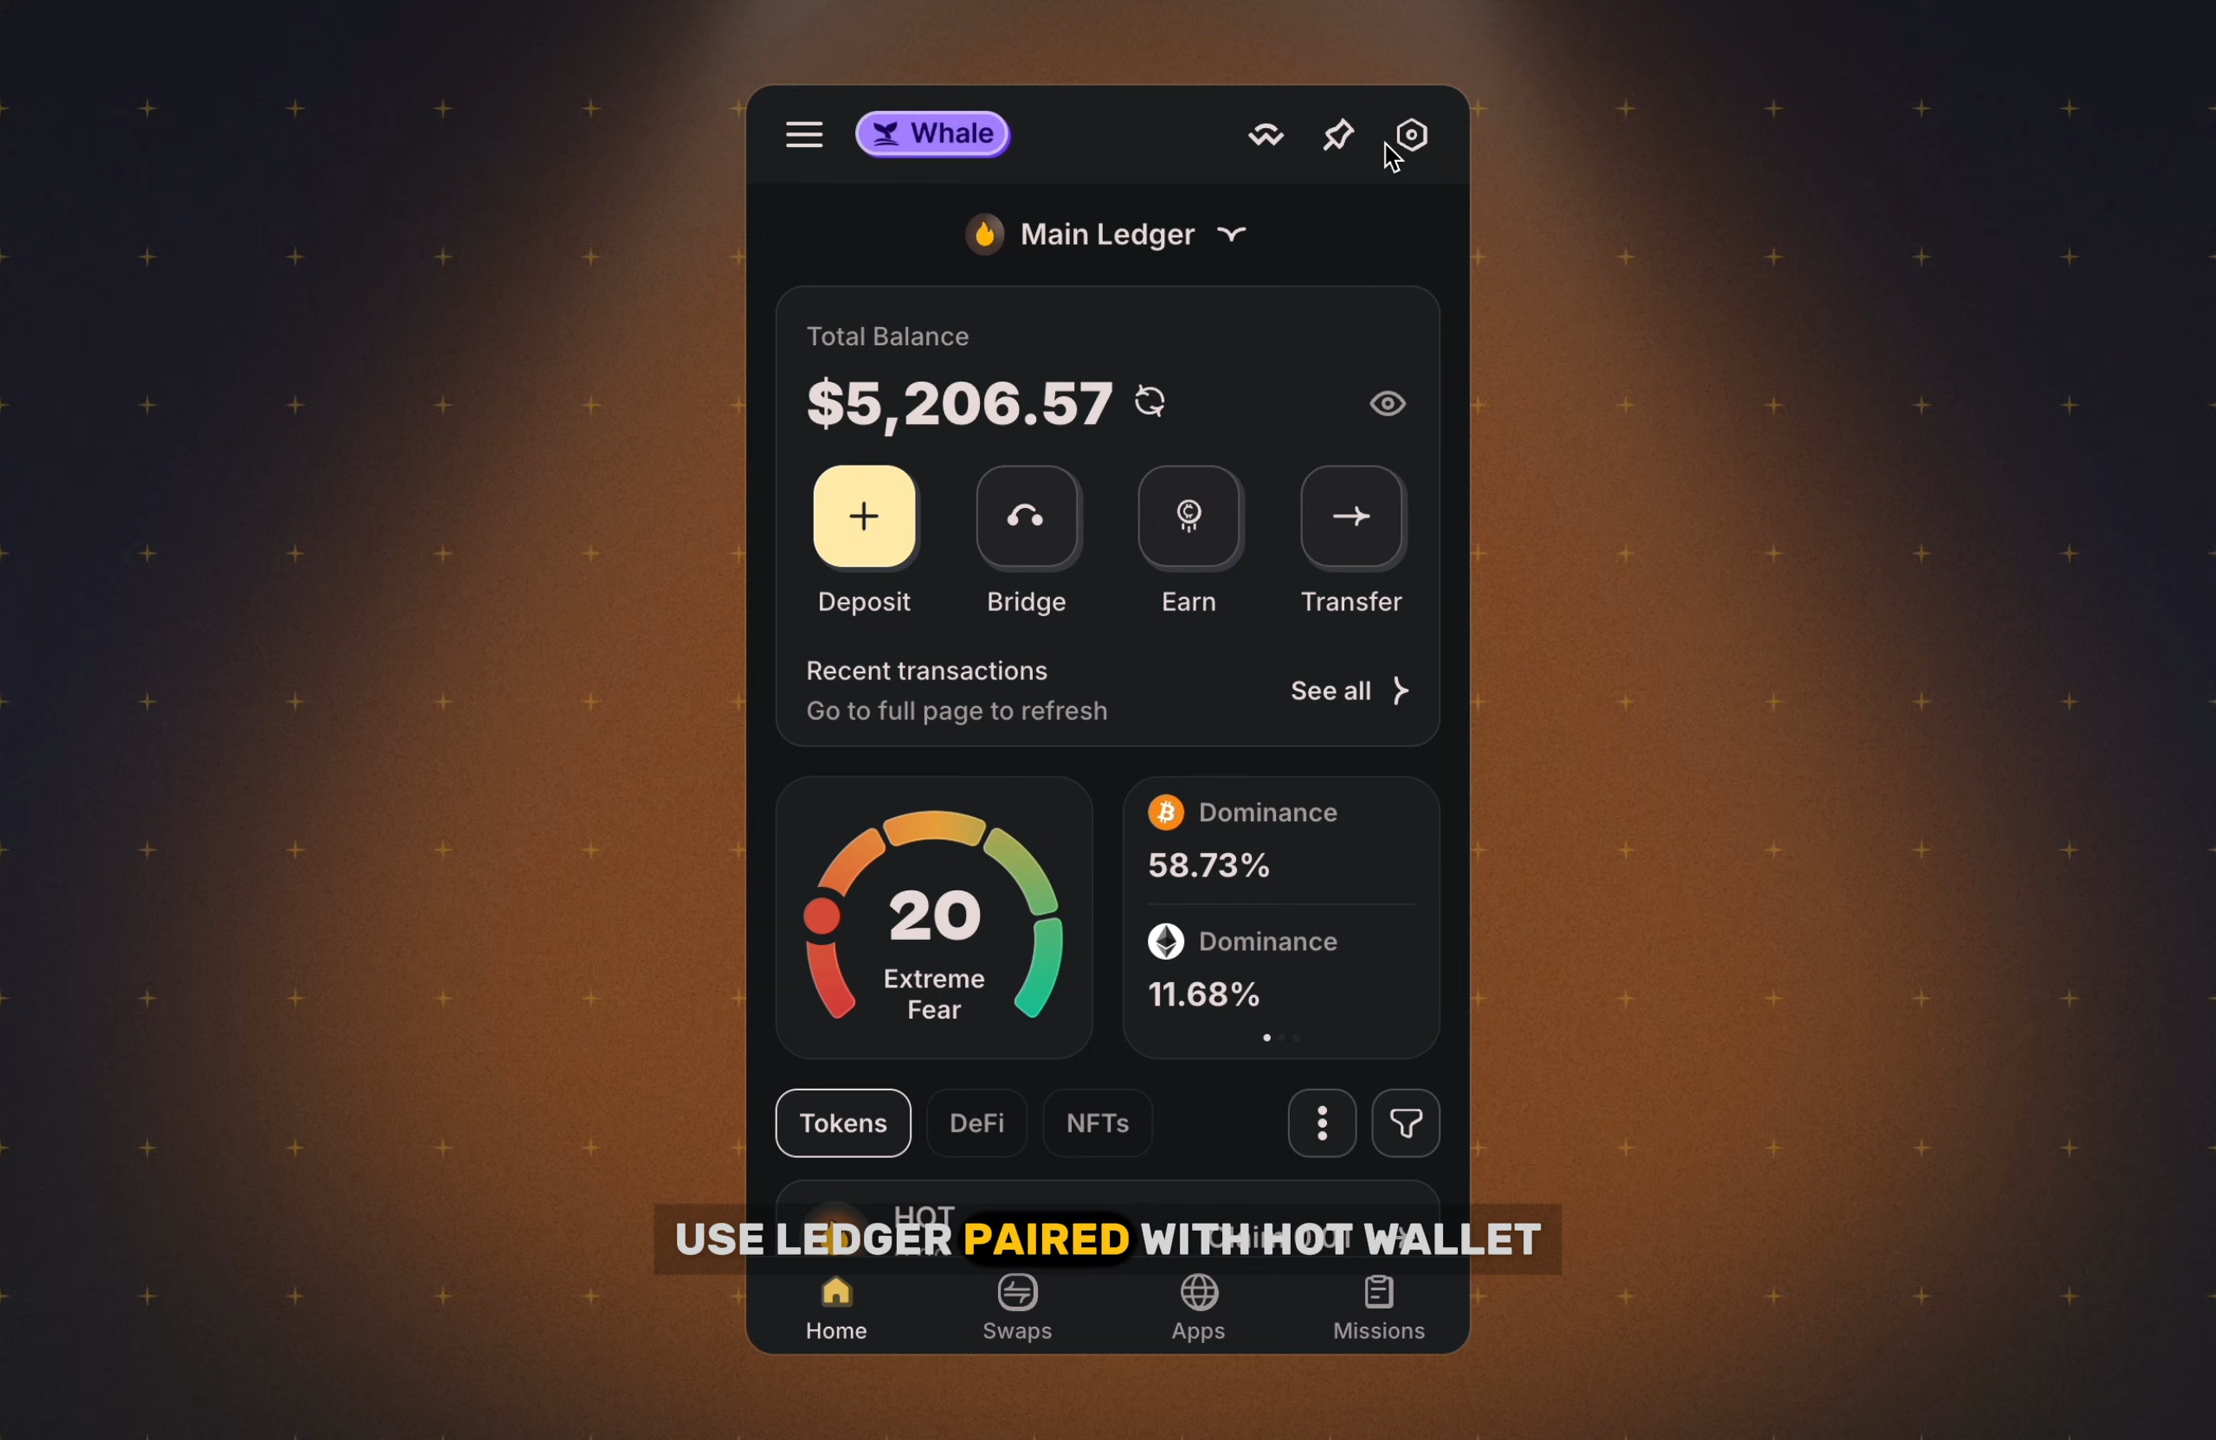 Whale
Main Ledger
Total Balance
$5,206.57
Deposit
Bridge
Earn
Transfer
Recent transactions
Go to full page to refresh
See all
20
Extreme
Fear
Dominance
58.73%
Dominance
11.68%
Tokens
DeFi
NFTs
HOT
USE LEDGER PAIRED WITH HOT WALLET
Home
Swaps
Apps
Missions